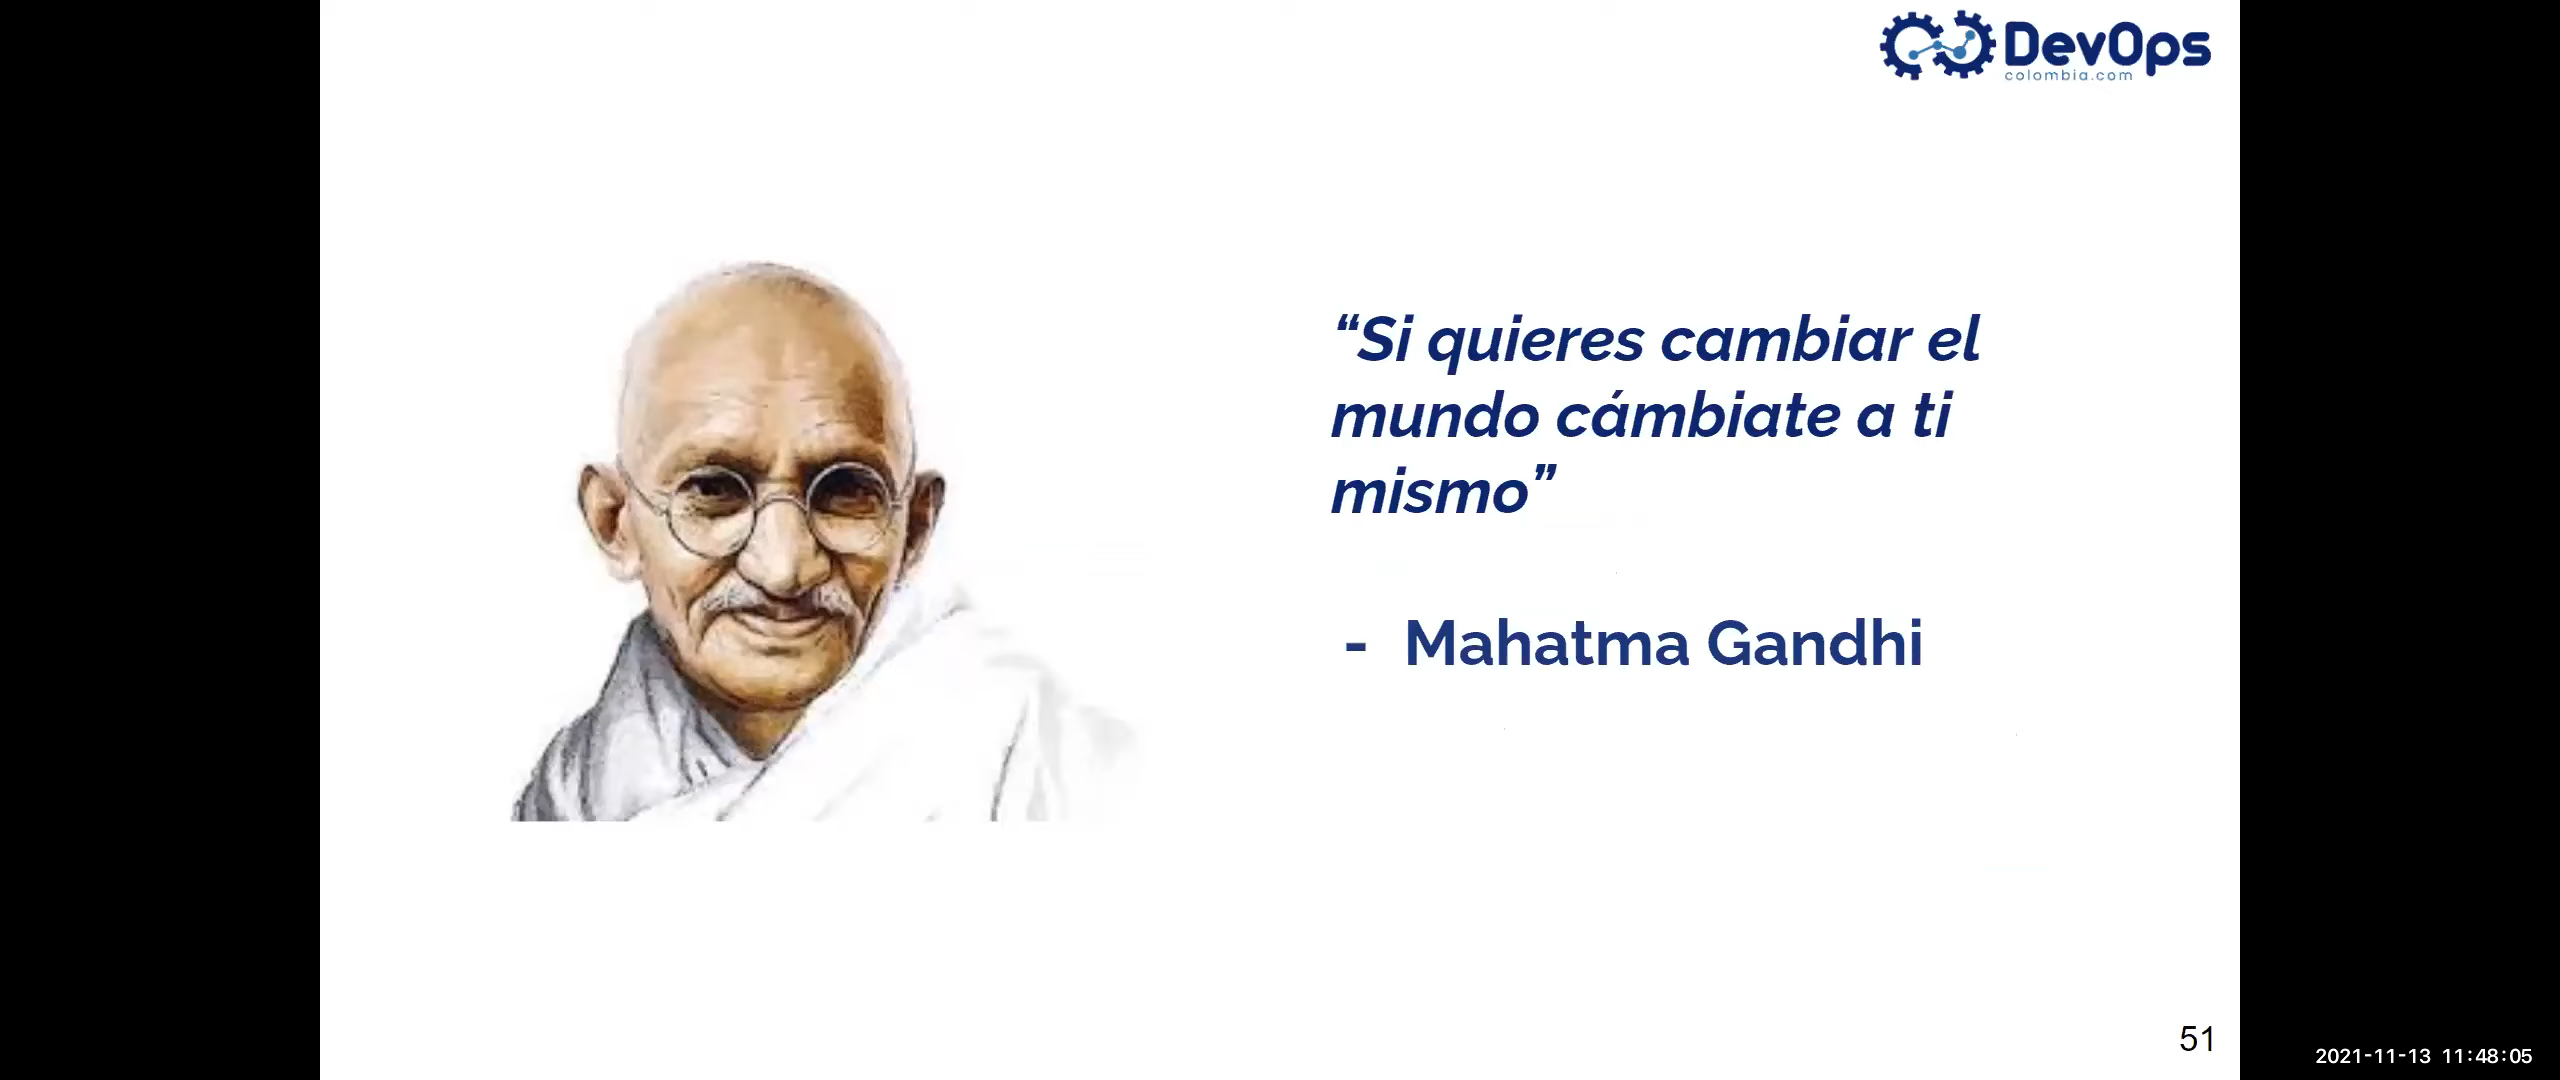 DevOps
colombia.com
“Si quieres cambiar el
mundo cámbiate a ti
mismo”
- Mahatma Gandhi
51
2021-11-13 11:48:05